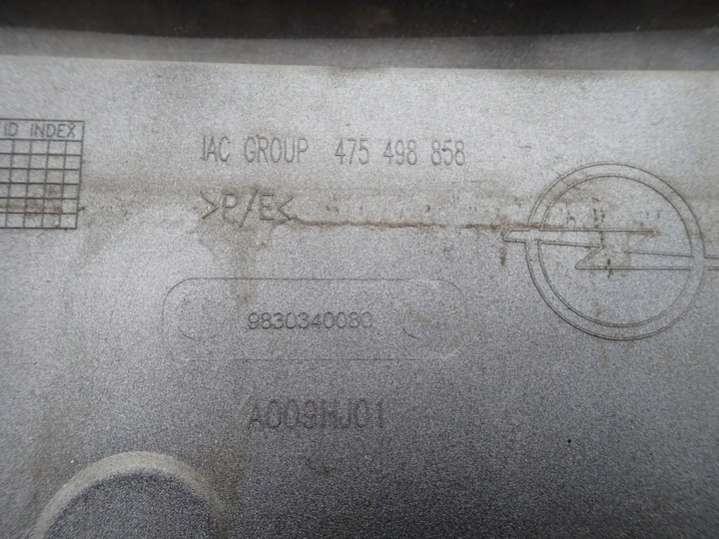 ID INDEX
IAC GROUP 475 498 858
>P/E<
9830340080
A009HJ01